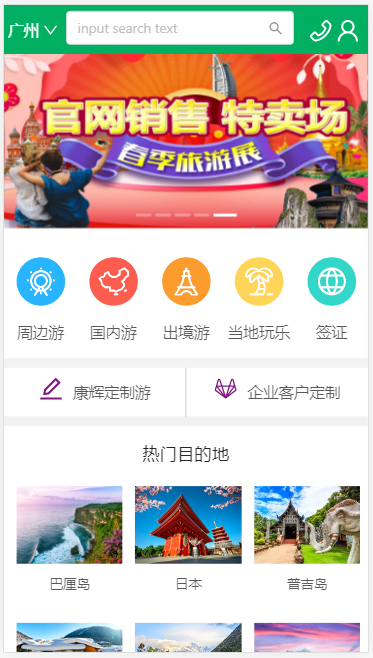 广州 input search text
官网销售 特卖场
春季旅游展
周边游 国内游 出境游 当地玩乐 签证
康辉定制游 企业客户定制
热门目的地
巴厘岛 日本 普吉岛